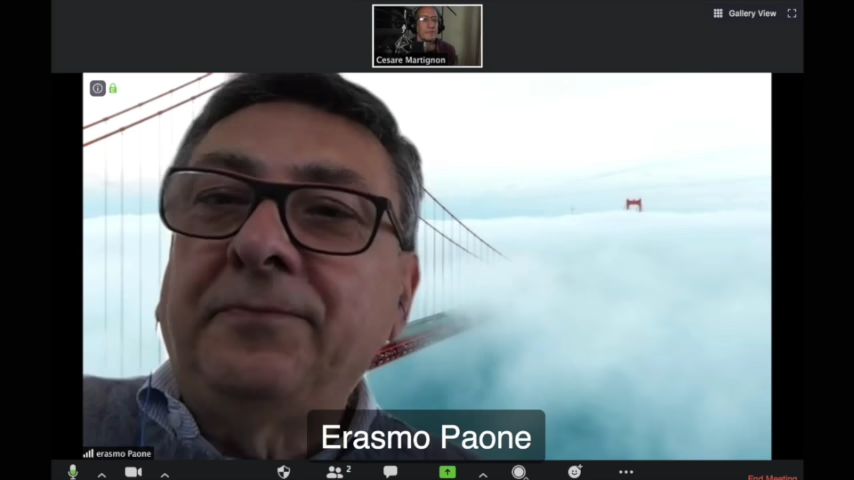 Gallery View
Cesare Martignon
Erasmo Paone
erasmo Paone
2
End Meeting